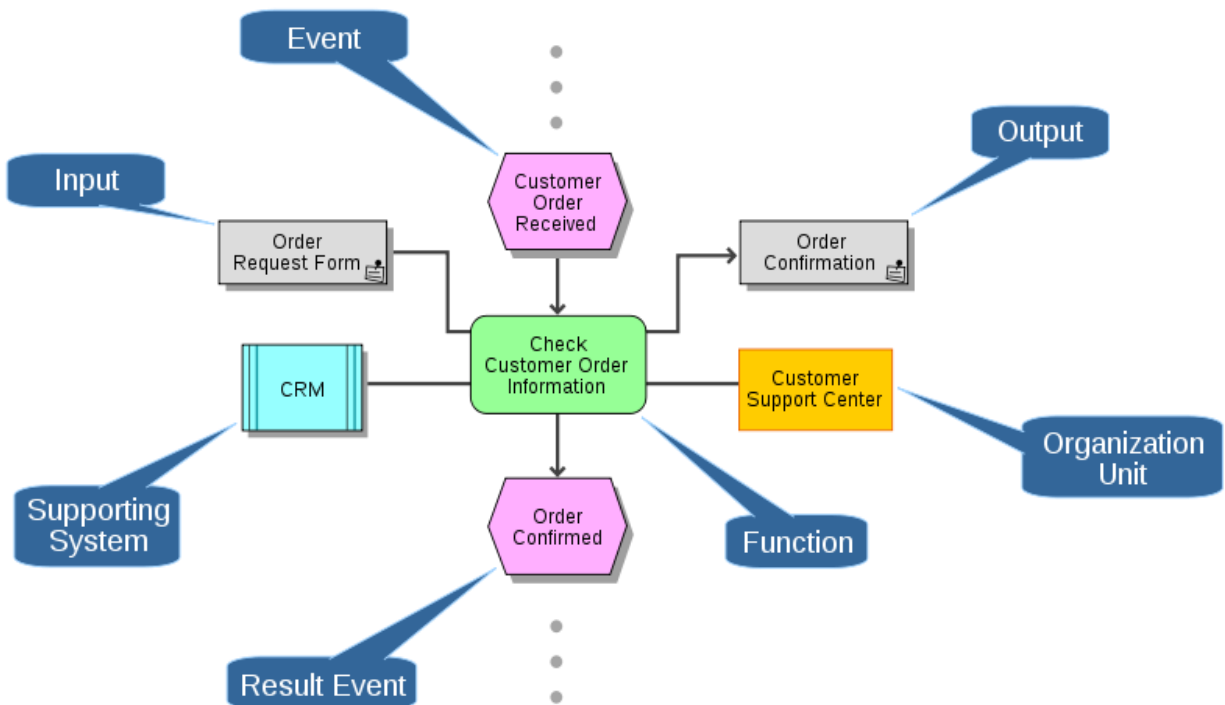 Event
Output
Input
Customer
Order
Received
Order
Request Form
Order
Confirmation
Check
Customer Order
Information
CRM
Customer
Support Center
Organization
Unit
Supporting
System
Order
Confirmed
Function
Result Event